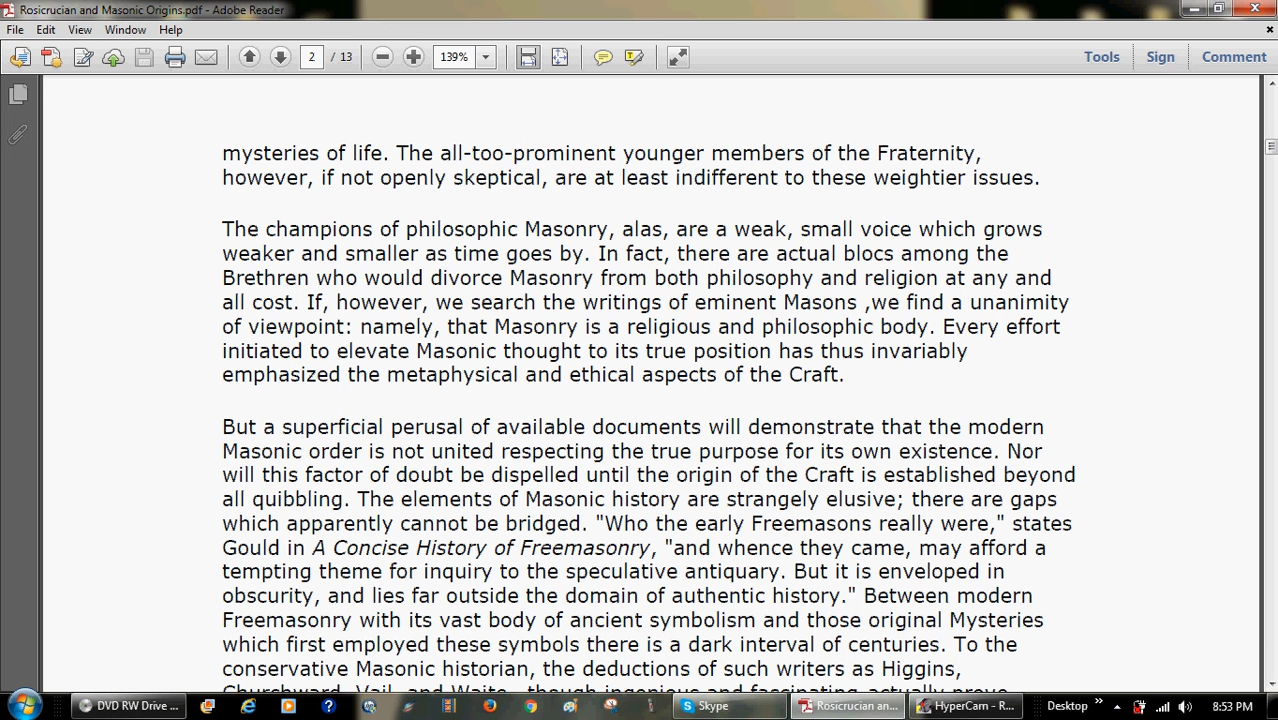 Rosicrucian and Masonic Origins.pdf - Adobe Reader
File Edit View Window Help
2 / 13 139% Tools Sign Comment
mysteries of life. The all-too-prominent younger members of the Fraternity,
however, if not openly skeptical, are at least indifferent to these weightier issues.
The champions of philosophic Masonry, alas, are a weak, small voice which grows
weaker and smaller as time goes by. In fact, there are actual blocs among the
Brethren who would divorce Masonry from both philosophy and religion at any and
all cost. If, however, we search the writings of eminent Masons ,we find a unanimity
of viewpoint: namely, that Masonry is a religious and philosophic body. Every effort
initiated to elevate Masonic thought to its true position has thus invariably
emphasized the metaphysical and ethical aspects of the Craft.
But a superficial perusal of available documents will demonstrate that the modern
Masonic order is not united respecting the true purpose for its own existence. Nor
will this factor of doubt be dispelled until the origin of the Craft is established beyond
all quibbling. The elements of Masonic history are strangely elusive; there are gaps
which apparently cannot be bridged. "Who the early Freemasons really were," states
Gould in A Concise History of Freemasonry, "and whence they came, may afford a
tempting theme for inquiry to the speculative antiquary. But it is enveloped in
obscurity, and lies far outside the domain of authentic history." Between modern
Freemasonry with its vast body of ancient symbolism and those original Mysteries
which first employed these symbols there is a dark interval of centuries. To the
conservative Masonic historian, the deductions of such writers as Higgins,
Churchward, Vail, and Waite--though ingenious and fascinating-actually prove
DVD RW Drive ... Skype Rosicrucian an... HyperCam - R... Desktop 8:53 PM